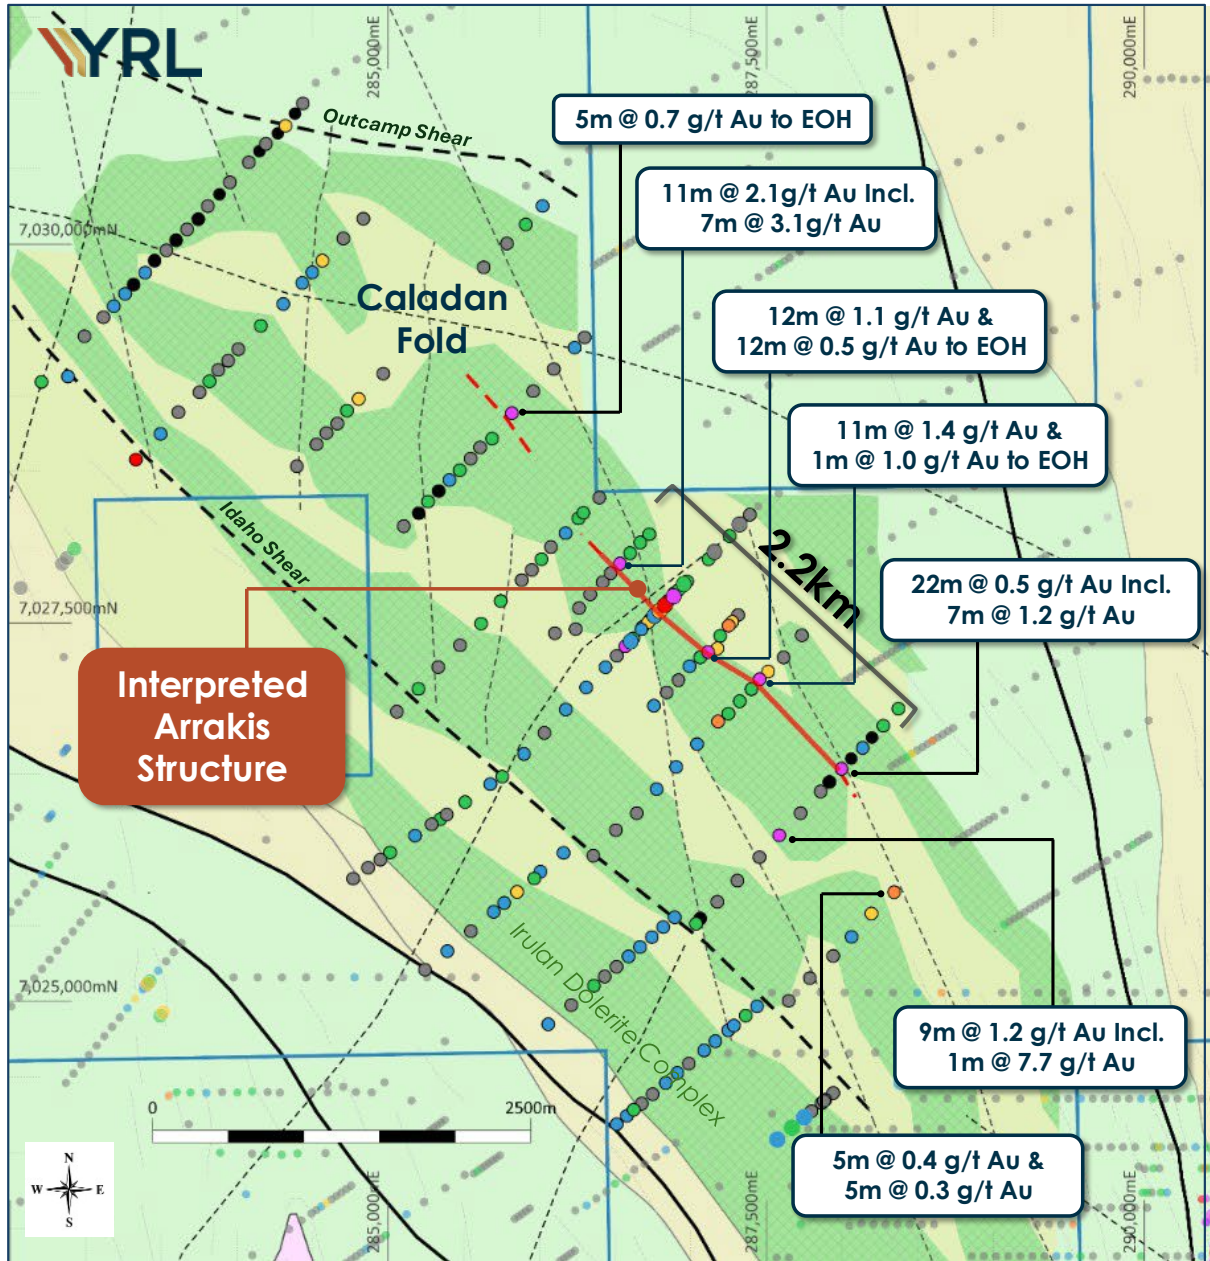 YRL
285,000mE
287,500mE
290,000mE
Outcamp Shear
5m @ 0.7 g/t Au to EOH
11m @ 2.1g/t Au Incl.
7m @ 3.1g/t Au
7,030,000mN
Caladan
Fold
12m @ 1.1 g/t Au &
12m @ 0.5 g/t Au to EOH
11m @ 1.4 g/t Au &
1m @ 1.0 g/t Au to EOH
Idaho Shear
2.2km
22m @ 0.5 g/t Au Incl.
7m @ 1.2 g/t Au
7,027,500mN
Interpreted
Arrakis
Structure
Irulan Dolerite Complex
7,025,000mN
9m @ 1.2 g/t Au Incl.
1m @ 7.7 g/t Au
0
2500m
5m @ 0.4 g/t Au &
5m @ 0.3 g/t Au
N
W
E
S
285,000mE
287,500mE
290,000mE